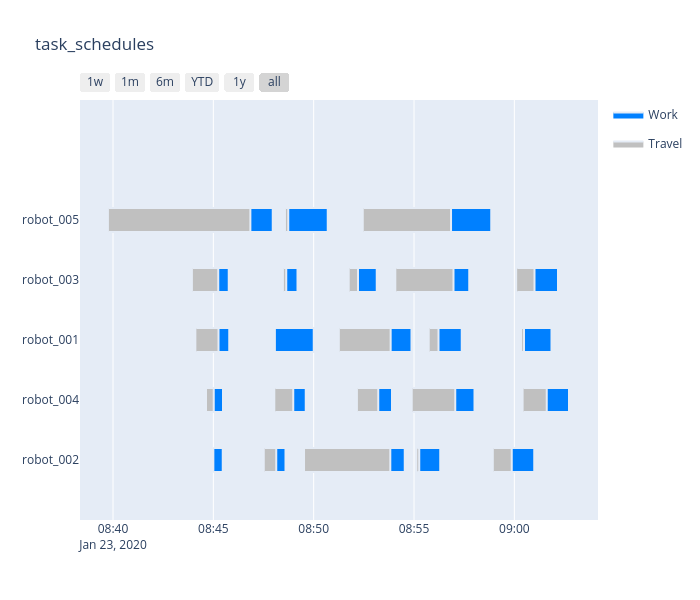 task_schedules
1w 1m 6m YTD 1y all
Work
Travel
robot_005
robot_003
robot_001
robot_004
robot_002
08:40 08:45 08:50 08:55 09:00
Jan 23, 2020